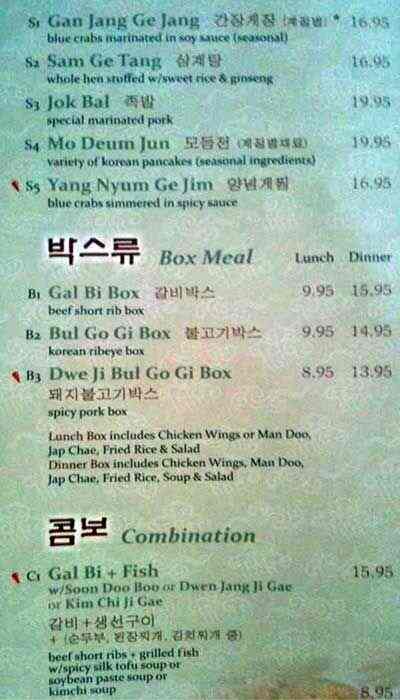 S1 Gan Jang Ge Jang 간장게장 (계절별) * 16.95
blue crabs marinated in soy sauce (seasonal)
S2 Sam Ge Tang 삼계탕 16.95
whole hen stuffed w/sweet rice & ginseng
S3 Jok Bal 족발 19.95
special marinated pork
S4 Mo Deum Jun 모듬전 (계절별재료) 19.95
variety of korean pancakes (seasonal ingredients)
S5 Yang Nyum Ge Jim 양념게찜 16.95
blue crabs simmered in spicy sauce
박스류 Box Meal Lunch Dinner
B1 Gal Bi Box 갈비박스 9.95 15.95
beef short rib box
B2 Bul Go Gi Box 불고기박스 9.95 14.95
korean ribeye box
B3 Dwe Ji Bul Go Gi Box 8.95 13.95
돼지불고기박스
spicy pork box
Lunch Box includes Chicken Wings or Man Doo,
Jap Chae, Fried Rice & Salad
Dinner Box includes Chicken Wings, Man Doo,
Jap Chae, Fried Rice, Soup & Salad
콤보 Combination
C1 Gal Bi + Fish 15.95
w/Soon Doo Boo or Dwen Jang Ji Gae
or Kim Chi Ji Gae
갈비+생선구이
+ (순두부, 된장찌개, 김치찌개 중)
beef short ribs + grilled fish
w/spicy silk tofu soup or
soybean paste soup or
kimchi soup 8.95